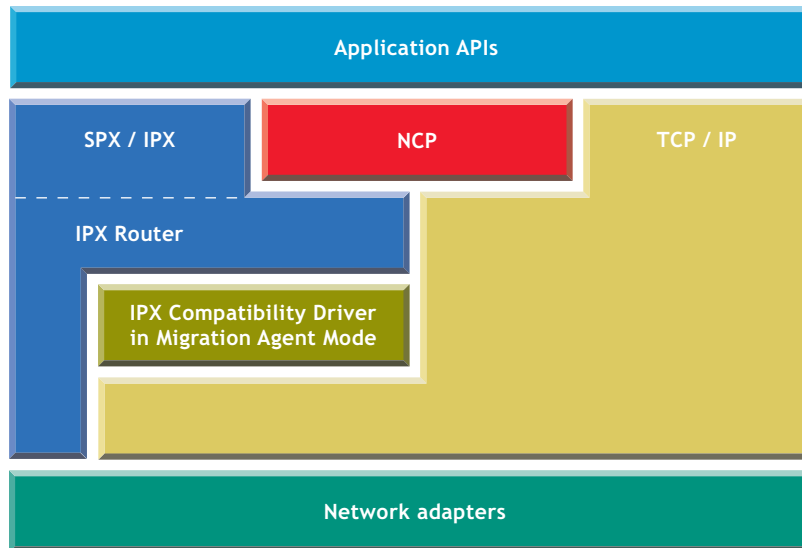 Application APIs
SPX / IPX
NCP
TCP / IP
IPX Router
IPX Compatibility Driver
in Migration Agent Mode
Network adapters